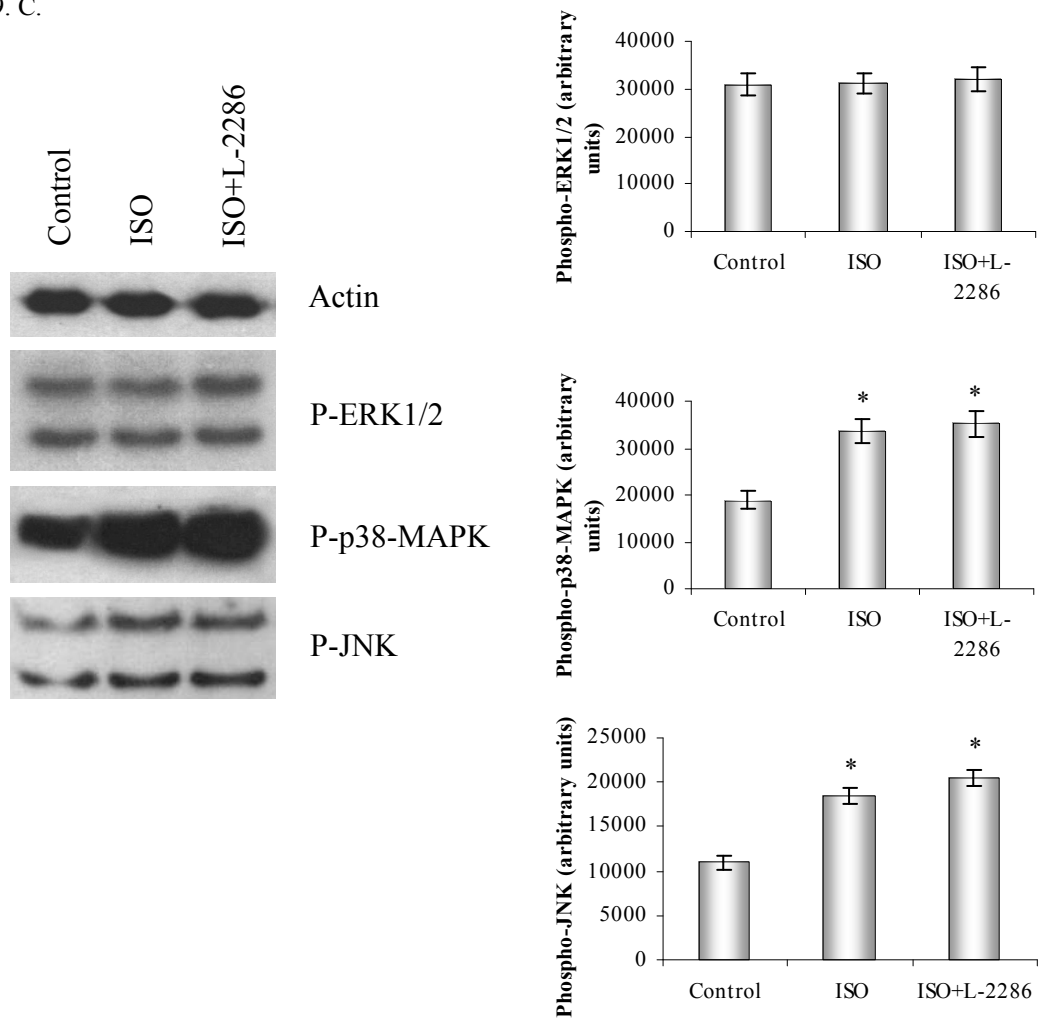 C.
Control
ISO
ISO+L-2286
Actin
P-ERK1/2
P-p38-MAPK
P-JNK
Phospho-ERK1/2 (arbitrary
units)
40000
30000
20000
10000
0
Control
ISO
ISO+L-
2286
Phospho-p38-MAPK (arbitrary
units)
40000
30000
20000
10000
0
*
*
Control
ISO
ISO+L-
2286
Phospho-JNK (arbitrary units)
25000
20000
15000
10000
5000
0
*
*
Control
ISO
ISO+L-2286